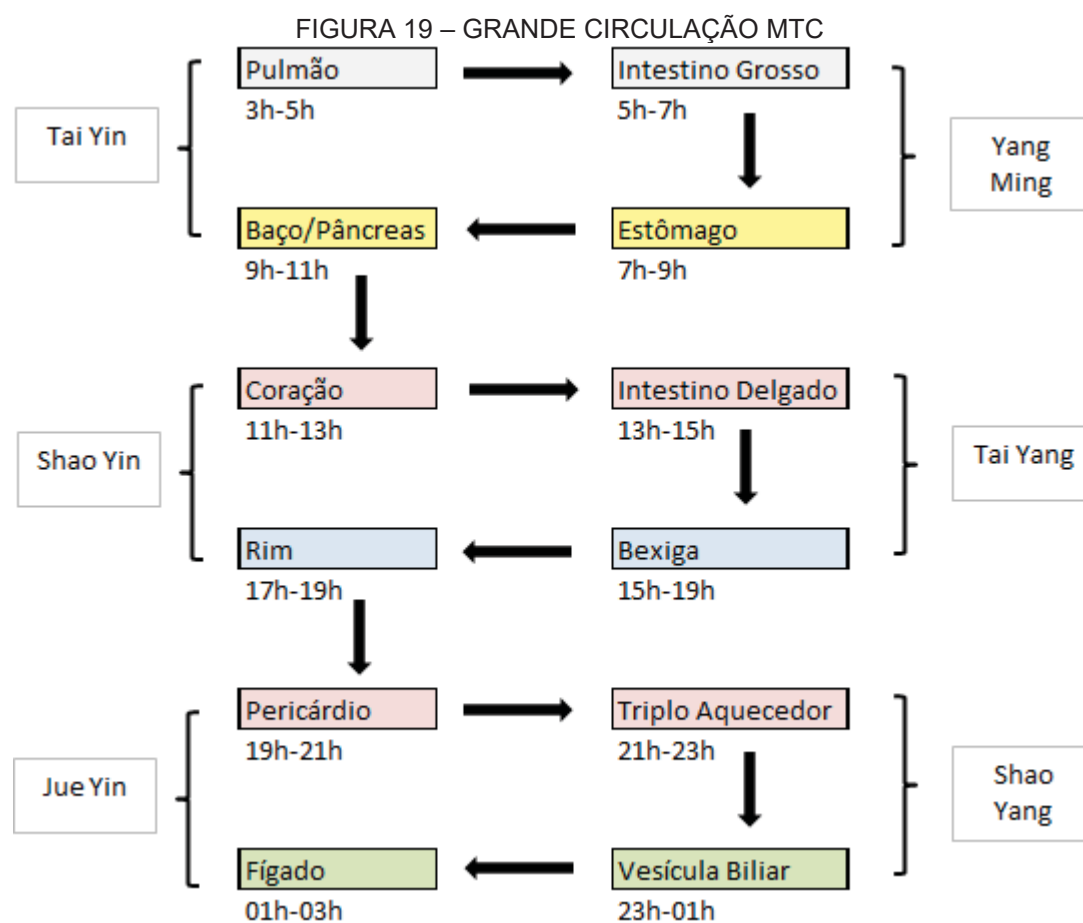 FIGURA 19 – GRANDE CIRCULAÇÃO MTC
Pulmão
Intestino Grosso
3h-5h
5h-7h
Tai Yin
Yang
Ming
Baço/Pâncreas
Estômago
9h-11h
7h-9h
Coração
Intestino Delgado
11h-13h
13h-15h
Shao Yin
Tai Yang
Rim
Bexiga
17h-19h
15h-19h
Pericárdio
Triplo Aquecedor
19h-21h
21h-23h
Jue Yin
Shao
Yang
Fígado
Vesícula Biliar
01h-03h
23h-01h